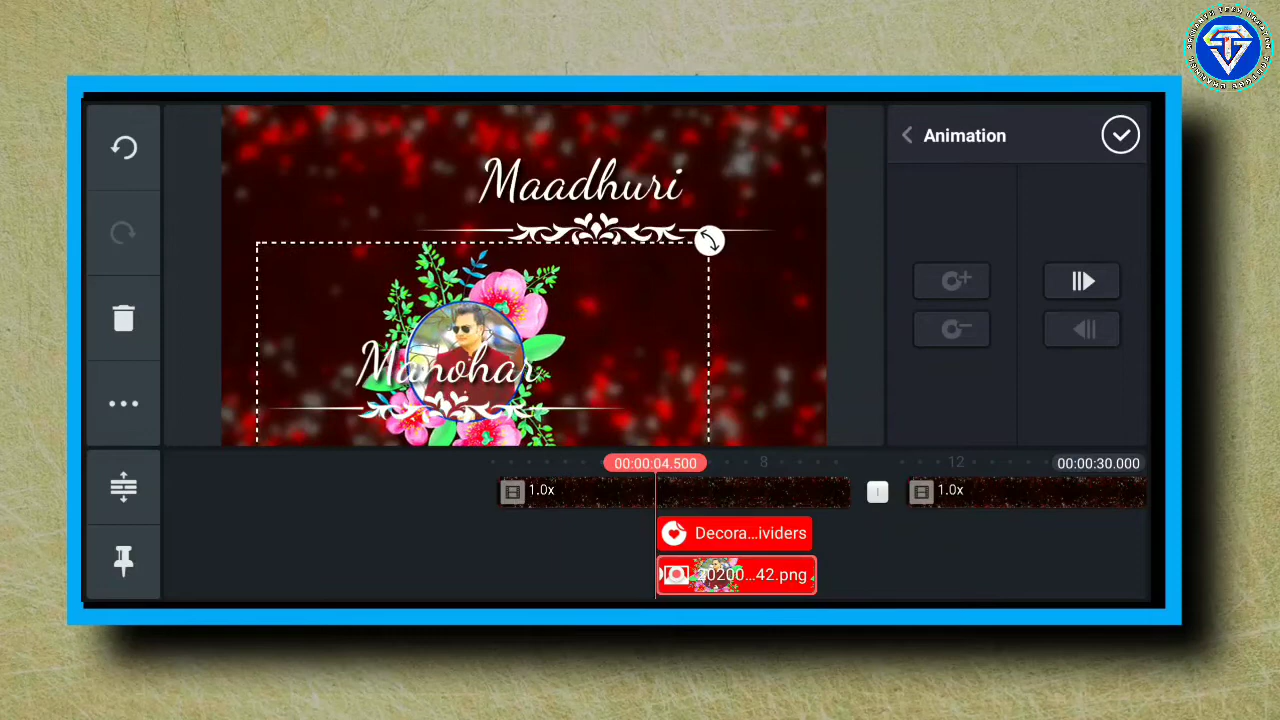 Animation
Maadhuri
Manohar
00:00:04.500
8
12
00:00:30.000
1.0x
1.0x
Decora...ividers
20200...42.png